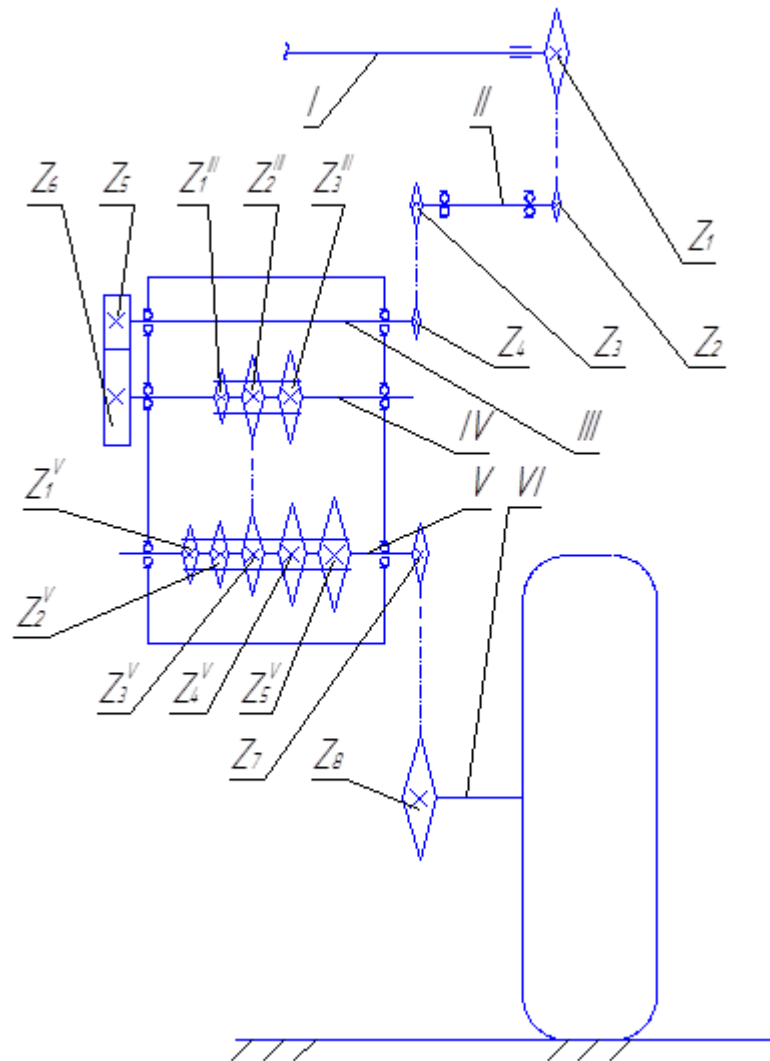 I
II
Z₆ Z₅ Z₁ᴵᴵᴵ Z₂ᴵᴵᴵ Z₃ᴵᴵᴵ
Z₁
Z₄ Z₃ Z₂
IV III
Z₁ⱽ V VI
Z₂ⱽ
Z₃ⱽ Z₄ⱽ Z₅ⱽ
Z₇ Z₈